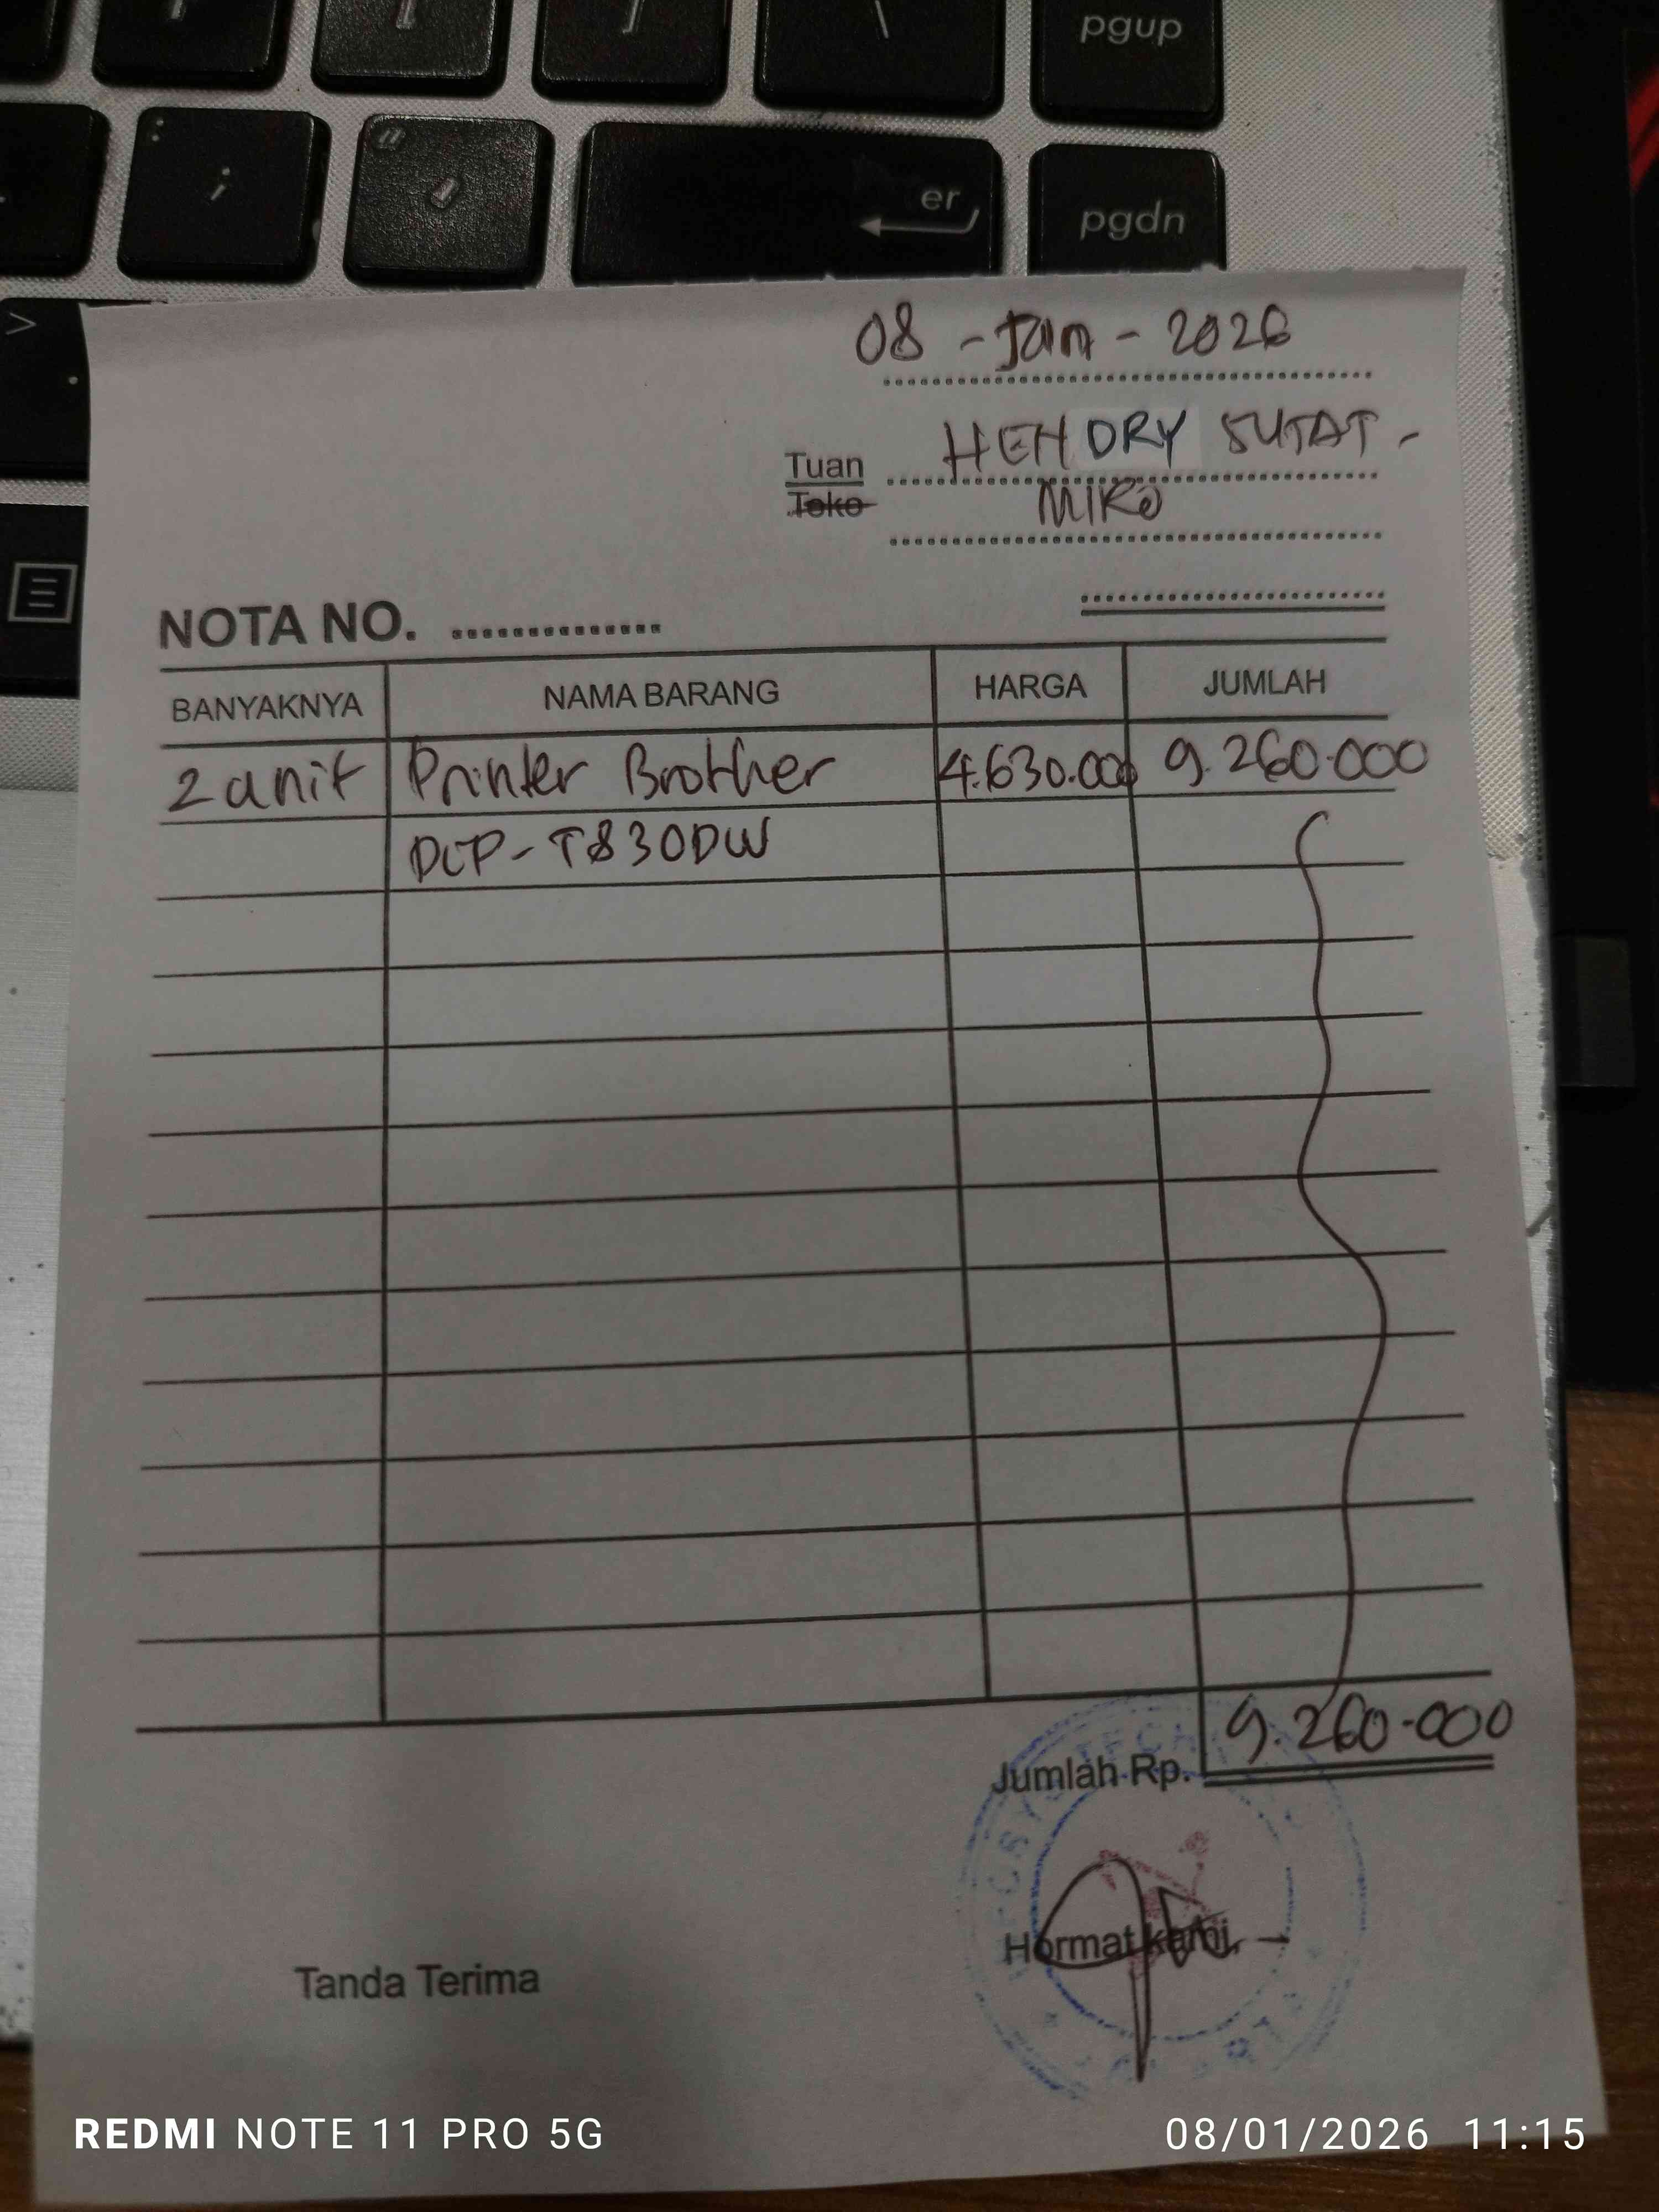 pgup
er
pgdn
08 - Jan - 2026
Tuan HENDRY SUTAT -
Toko MIKO
NOTA NO.
BANYAKNYA NAMA BARANG HARGA JUMLAH
2 unit Printer Brother 4.630.000 9.260.000
DCP-T830DW
Jumlah Rp. 9.260.000
Tanda Terima Hormat kami,
REDMI NOTE 11 PRO 5G 08/01/2026 11:15